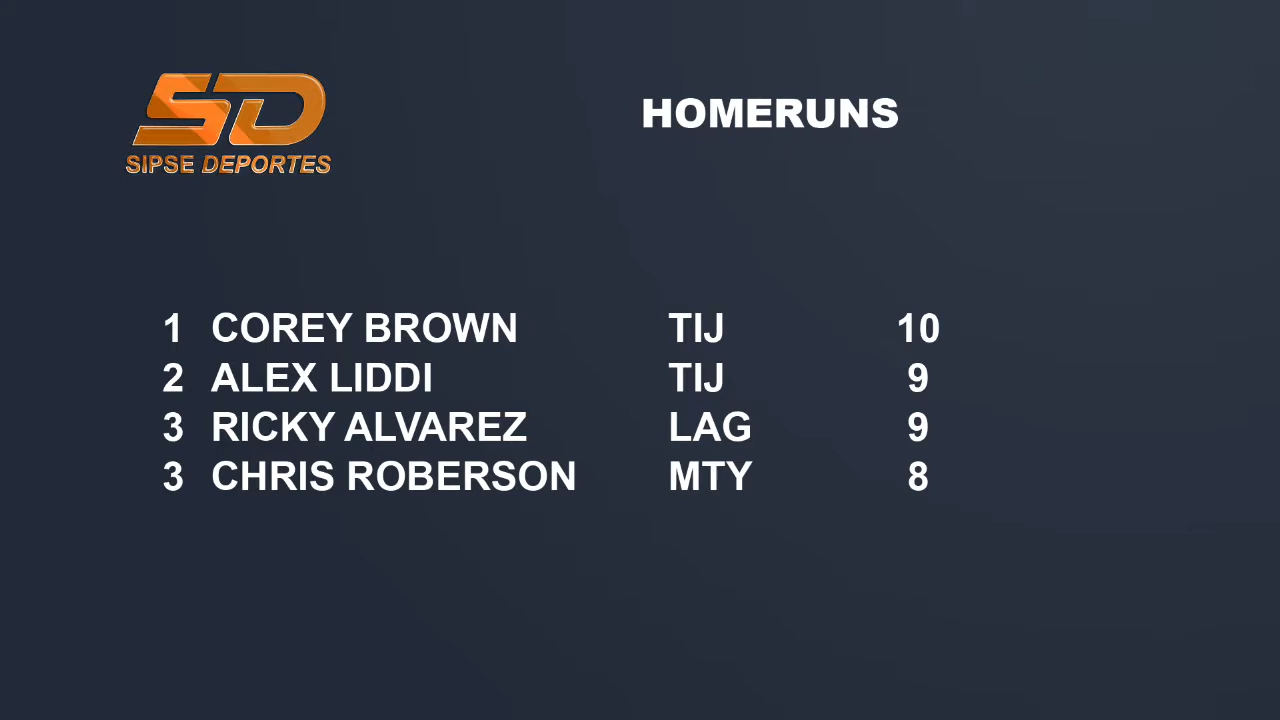 SD
SIPSE DEPORTES
HOMERUNS
1 COREY BROWN TIJ 10
2 ALEX LIDDI TIJ 9
3 RICKY ALVAREZ LAG 9
3 CHRIS ROBERSON MTY 8